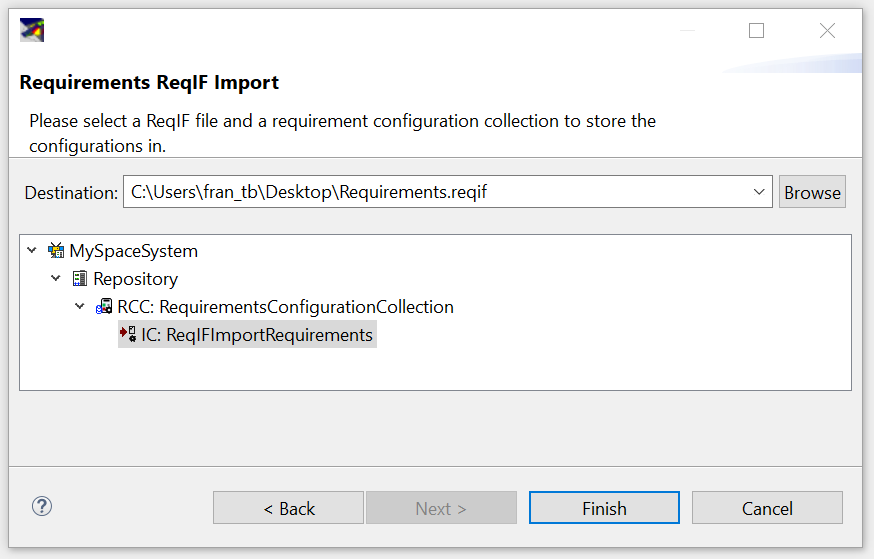 Requirements ReqIF Import
Please select a ReqIF file and a requirement configuration collection to store the
configurations in.
Destination: C:\Users\fran_tb\Desktop\Requirements.reqif Browse
MySpaceSystem
Repository
RCC: RequirementsConfigurationCollection
IC: ReqIFImportRequirements
? < Back Next > Finish Cancel